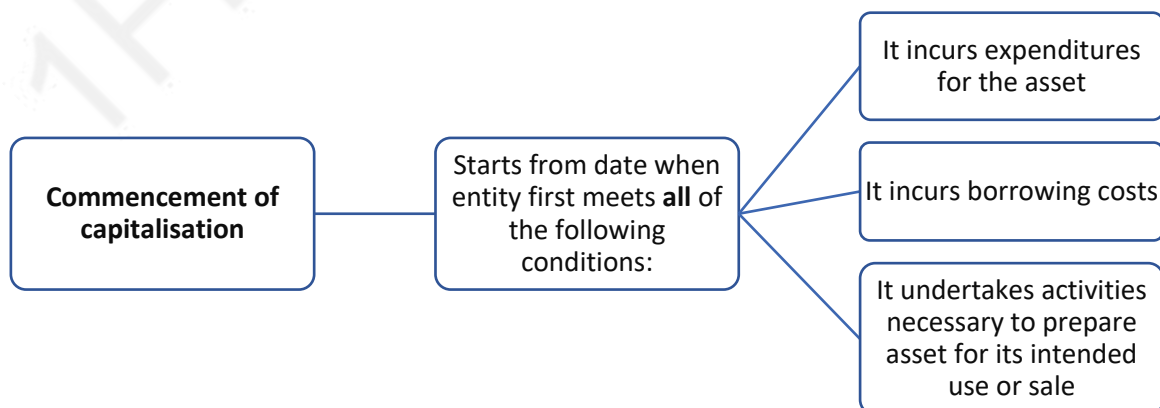 Commencement of
capitalisation
Starts from date when
entity first meets all of
the following
conditions:
It incurs expenditures
for the asset
It incurs borrowing costs
It undertakes activities
necessary to prepare
asset for its intended
use or sale